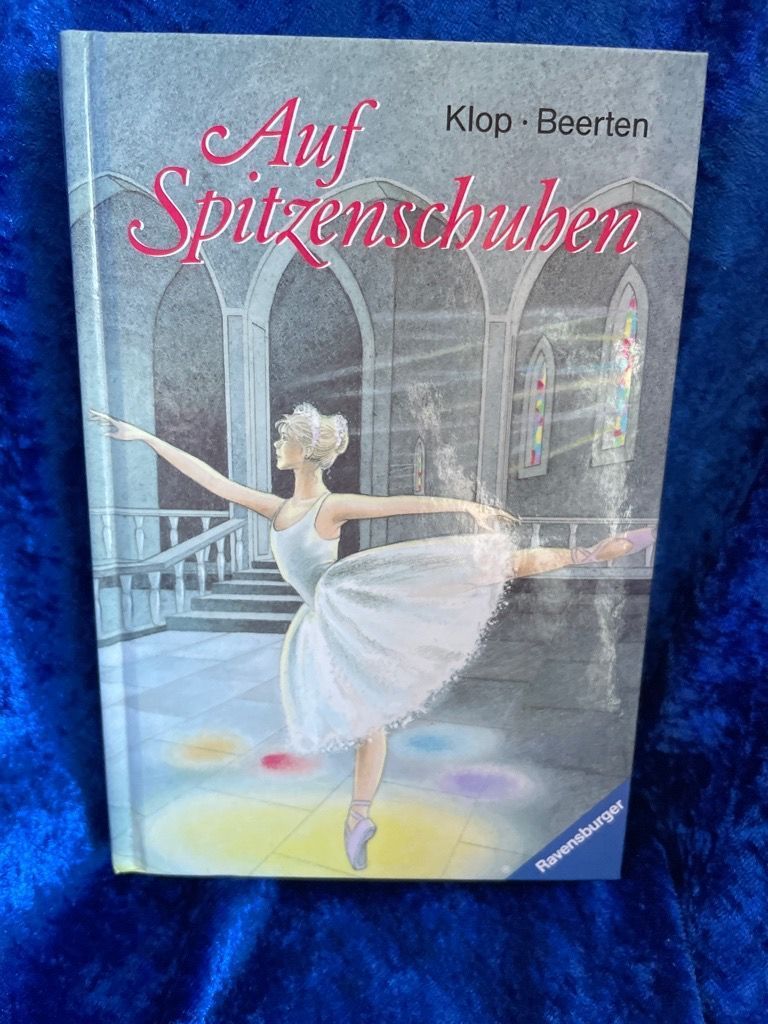 Klop · Beerten
Auf
Spitzenschuhen
Ravensburger